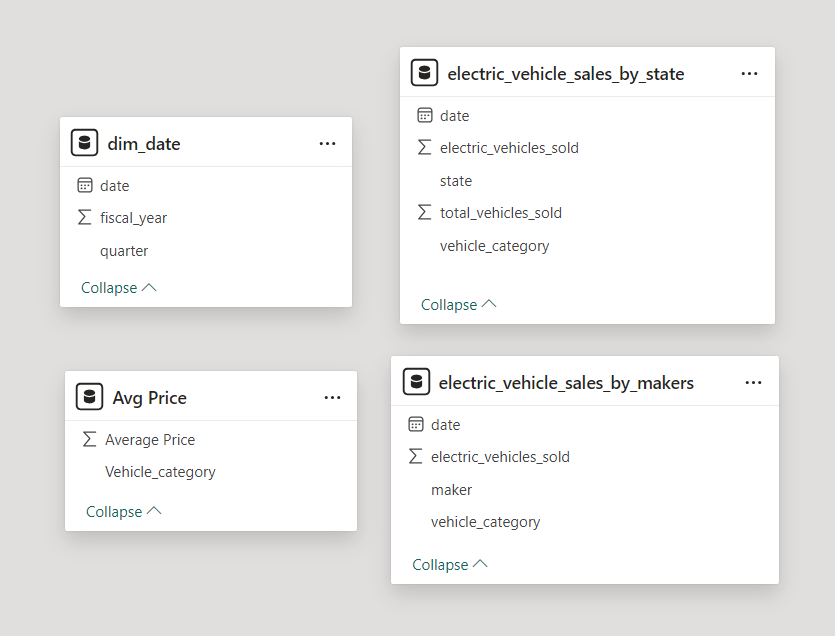 dim_date
date
fiscal_year
quarter
Collapse
electric_vehicle_sales_by_state
date
electric_vehicles_sold
state
total_vehicles_sold
vehicle_category
Collapse
Avg Price
Average Price
Vehicle_category
Collapse
electric_vehicle_sales_by_makers
date
electric_vehicles_sold
maker
vehicle_category
Collapse